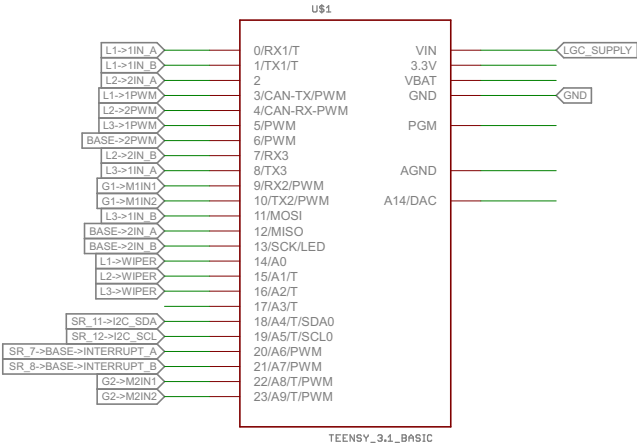 U$1
L1->1IN_A 0/RX1/T VIN LGC_SUPPLY
L1->1IN_B 1/TX1/T 3.3V
L2->2IN_A 2 VBAT
L1->1PWM 3/CAN-TX/PWM GND GND
L2->2PWM 4/CAN-RX-PWM
L3->1PWM 5/PWM PGM
BASE->2PWM 6/PWM
L2->2IN_B 7/RX3
L3->1IN_A 8/TX3 AGND
G1->M1IN1 9/RX2/PWM
G1->M1IN2 10/TX2/PWM A14/DAC
L3->1IN_B 11/MOSI
BASE->2IN_A 12/MISO
BASE->2IN_B 13/SCK/LED
L1->WIPER 14/A0
L2->WIPER 15/A1/T
L3->WIPER 16/A2/T
17/A3/T
SR_11->I2C_SDA 18/A4/T/SDA0
SR_12->I2C_SCL 19/A5/T/SCL0
SR_7->BASE->INTERRUPT_A 20/A6/PWM
SR_8->BASE->INTERRUPT_B 21/A7/PWM
G2->M2IN1 22/A8/T/PWM
G2->M2IN2 23/A9/T/PWM
TEENSY_3.1_BASIC